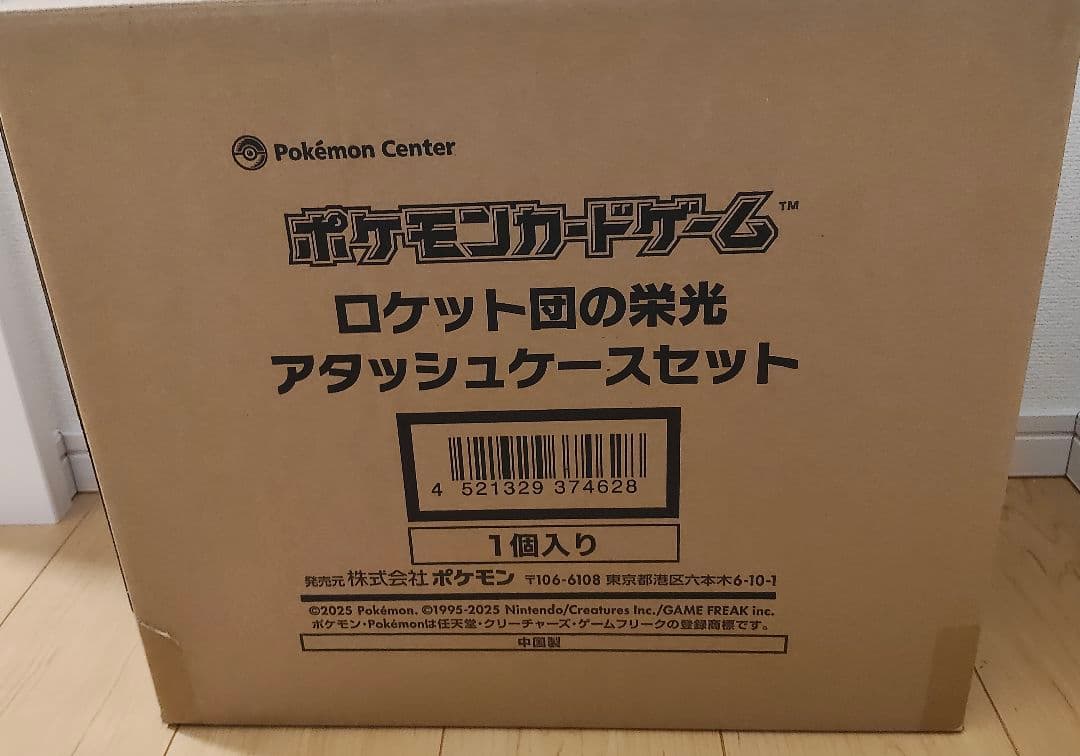 Pokémon Center
ポケモンカードゲーム™
ロケット団の栄光
アタッシュケースセット
4 521329 374628
1個入り
発売元 株式会社 ポケモン 〒106-6108 東京都港区六本木6-10-1
©2025 Pokémon. ©1995-2025 Nintendo/Creatures Inc./GAME FREAK inc.
ポケモン・Pokémonは任天堂・クリーチャーズ・ゲームフリークの登録商標です。
中国製